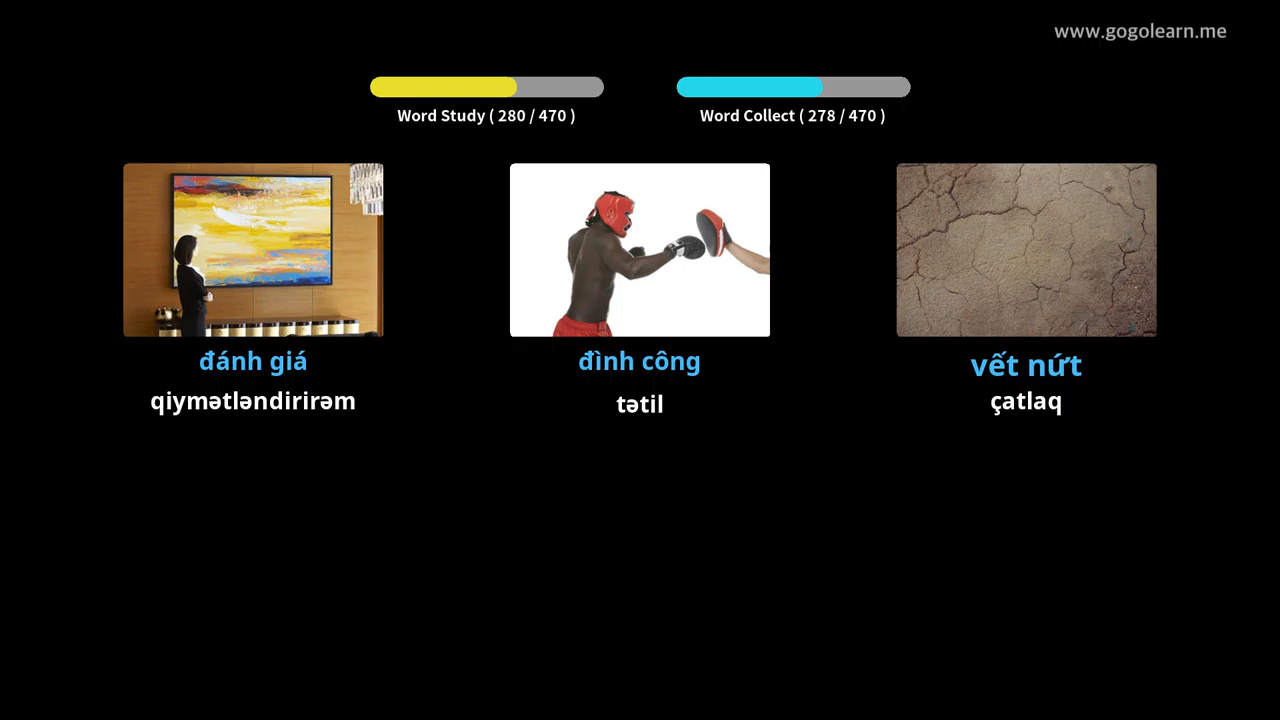 www.gogolearn.me
Word Study ( 280 / 470 )
Word Collect ( 278 / 470 )
đánh giá
qiymətləndirirəm
đình công
tətil
vết nứt
çatlaq